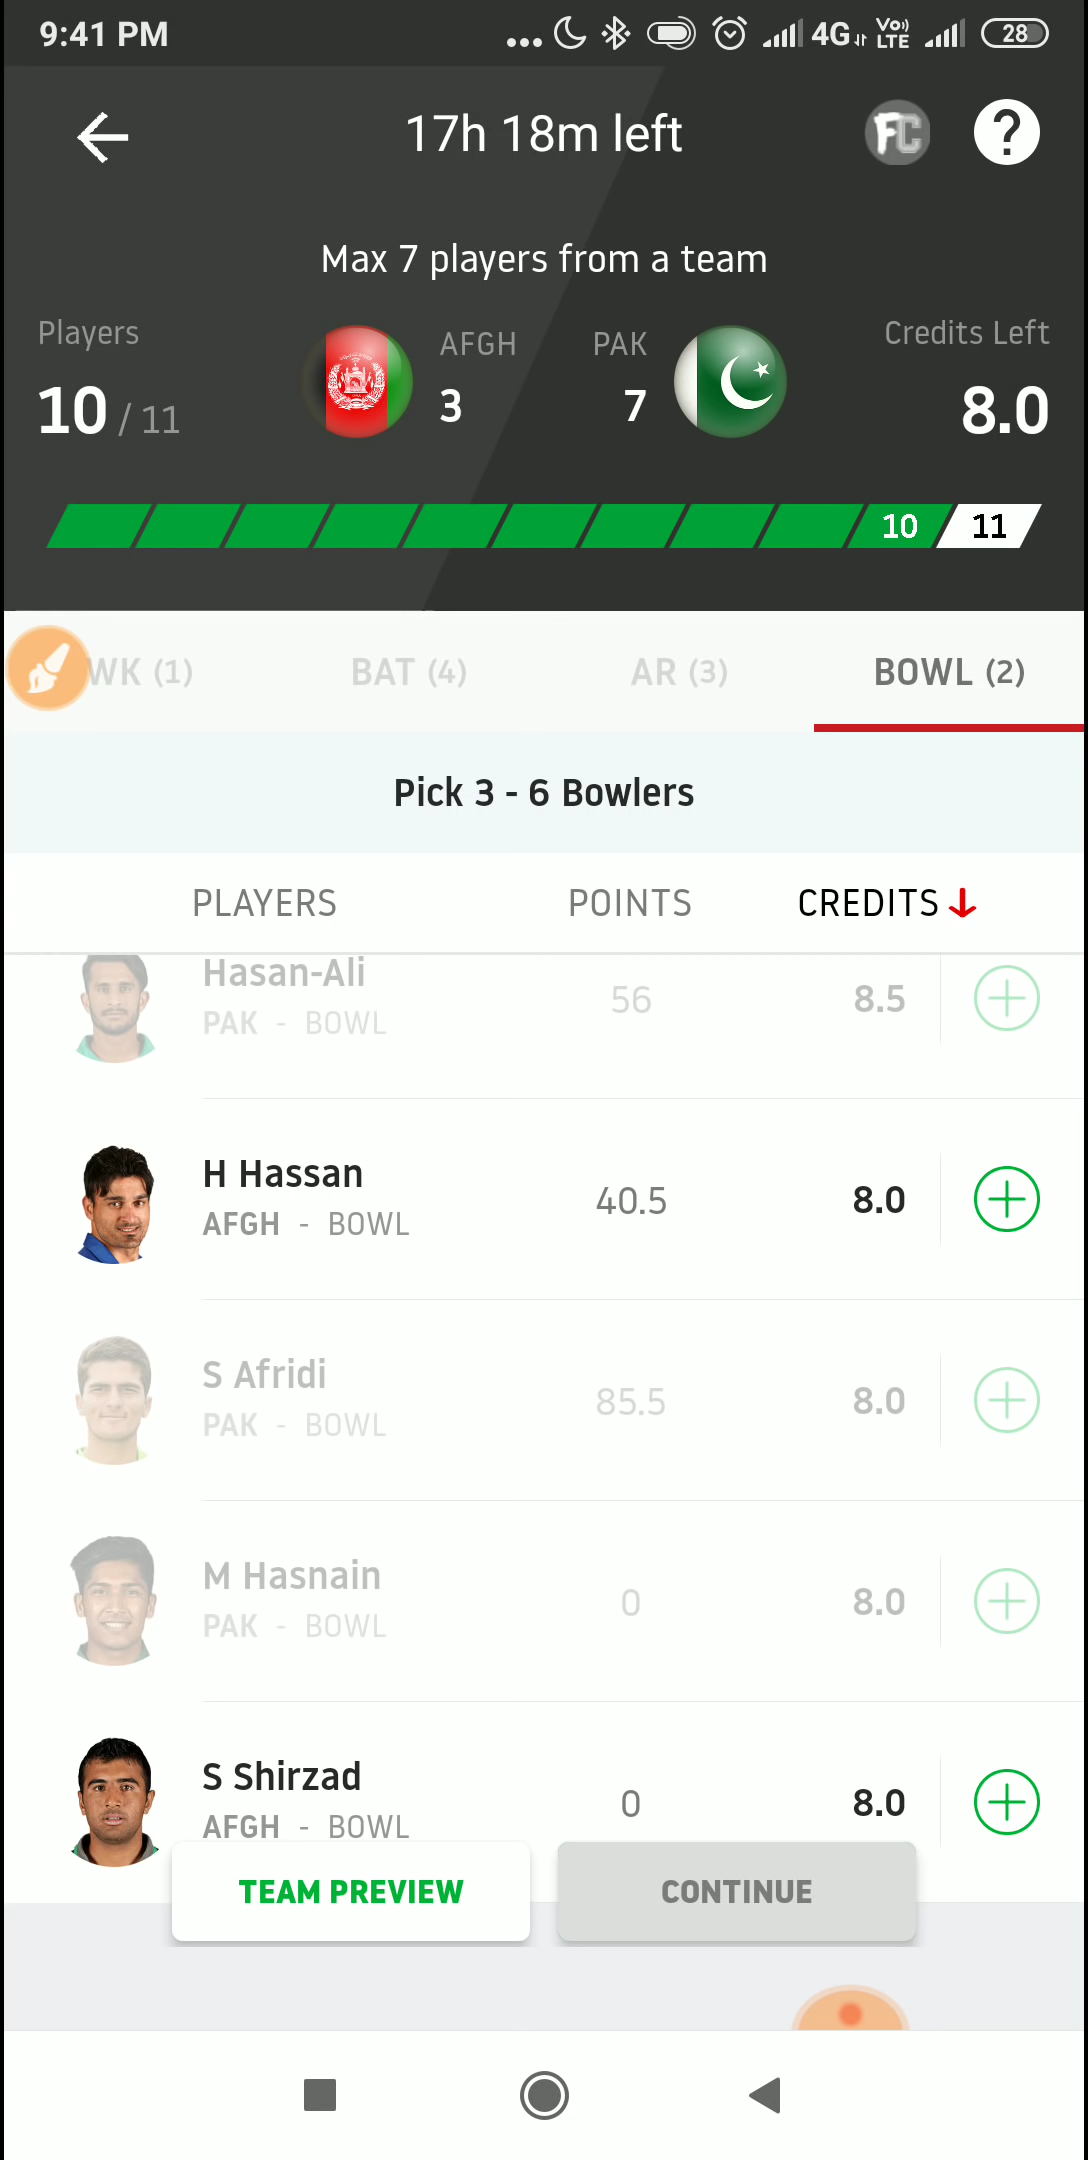 9:41 PM
4G VoLTE 28
17h 18m left
FC ?
Max 7 players from a team
Players AFGH PAK Credits Left
10 / 11 3 7 8.0
10 11
WK (1) BAT (4) AR (3) BOWL (2)
Pick 3 - 6 Bowlers
PLAYERS POINTS CREDITS
Hasan-Ali
PAK - BOWL 56 8.5
H Hassan
AFGH - BOWL 40.5 8.0
S Afridi
PAK - BOWL 85.5 8.0
M Hasnain
PAK - BOWL 0 8.0
S Shirzad
AFGH - BOWL 0 8.0
TEAM PREVIEW CONTINUE